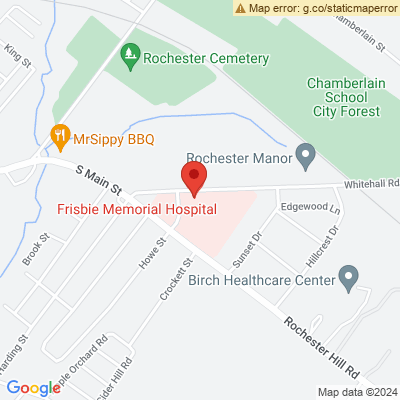 Map error: g.co/staticmaperror
King St
Rochester Cemetery
Chamberlain
School
City Forest
MrSippy BBQ
Rochester Manor
S Main St
Whitehall Rd
Frisbie Memorial Hospital
Edgewood Ln
Brook St
Howe St
Sunset Dr
Hillcrest Dr
Crockett St
Birch Healthcare Center
Harding St
ple Orchard Rd
Cider Hill Rd
Rochester Hill Rd
Google
Map data ©2024